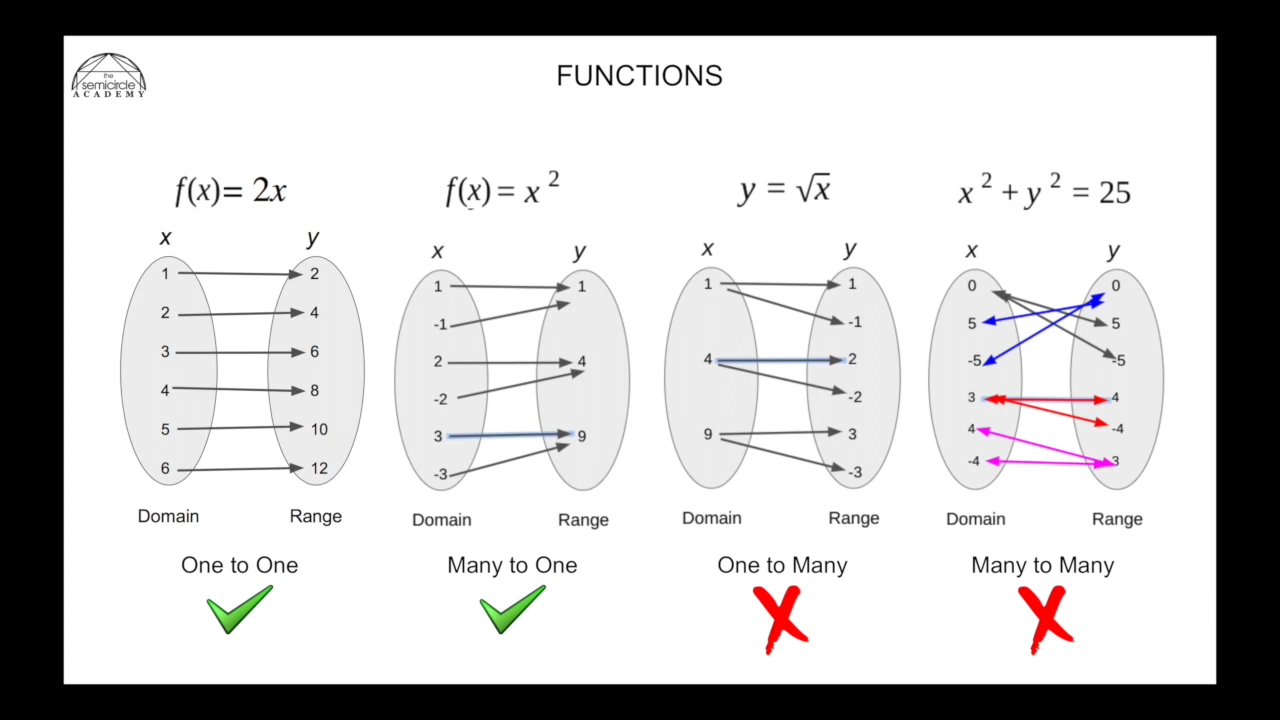 the
semicircle
ACADEMY
FUNCTIONS
f(x)= 2x
x y
1 2
2 4
3 6
4 8
5 10
6 12
Domain Range
One to One
f(x) = x²
x y
1 1
-1
2 4
-2
3 9
-3
Domain Range
Many to One
y = √x
x y
1 1
-1
4 2
-2
9 3
-3
Domain Range
One to Many
x² + y² = 25
x y
0 0
5 5
-5 -5
3 4
4 -4
-4 3
Domain Range
Many to Many